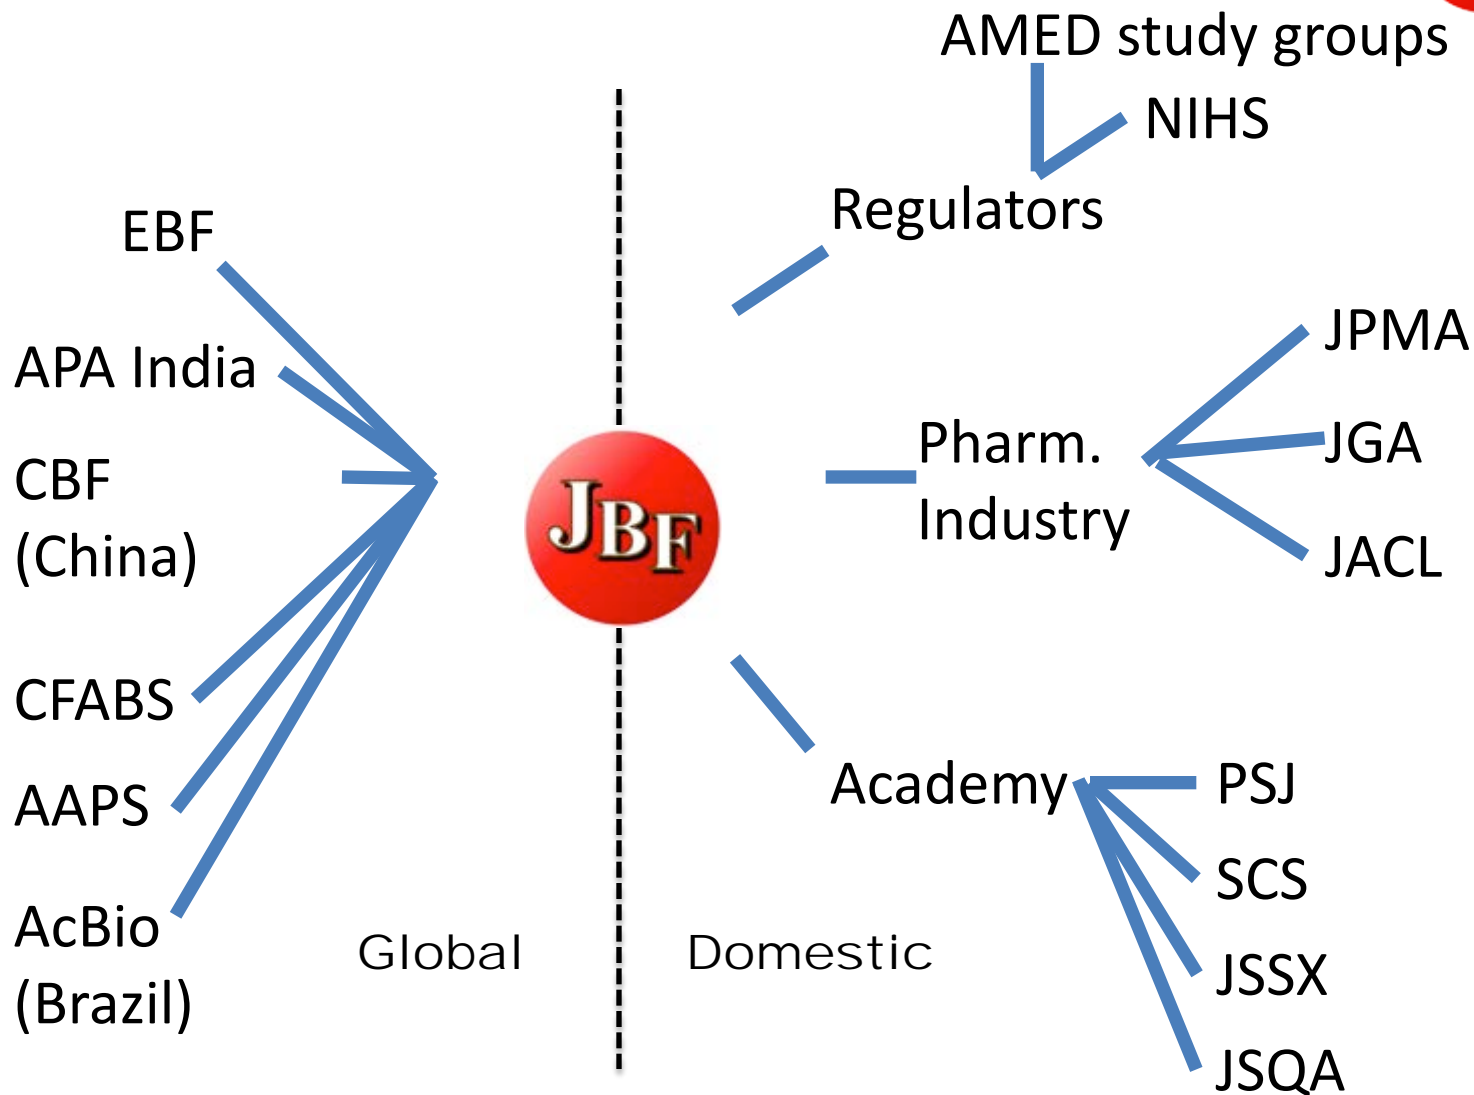 AMED study groups
NIHS
Regulators
EBF
APA India
CBF
(China)
CFABS
AAPS
AcBio
(Brazil)
Global
JBF
Domestic
Pharm.
Industry
JPMA
JGA
JACL
Academy
PSJ
SCS
JSSX
JSQA